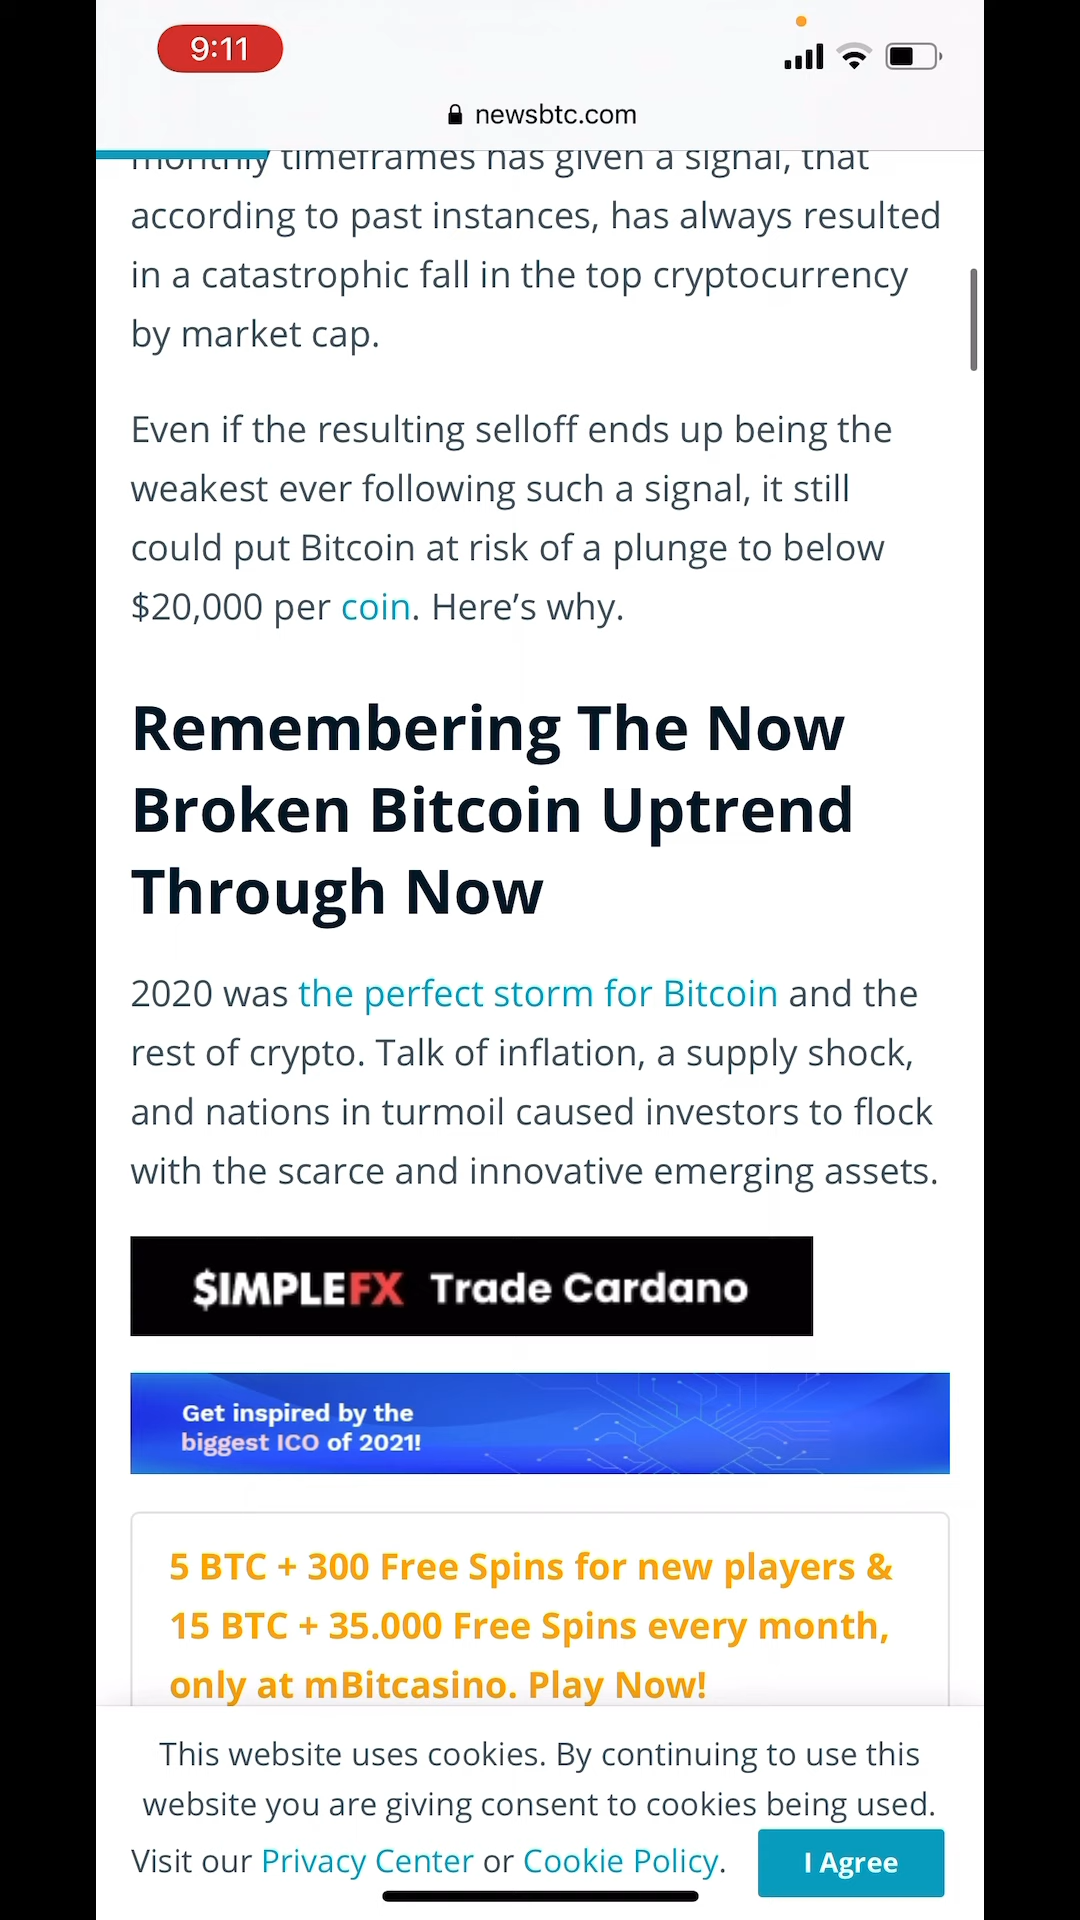 9:11
newsbtc.com
monthly timeframes has given a signal, that
according to past instances, has always resulted
in a catastrophic fall in the top cryptocurrency
by market cap.
Even if the resulting selloff ends up being the
weakest ever following such a signal, it still
could put Bitcoin at risk of a plunge to below
$20,000 per coin. Here’s why.
Remembering The Now
Broken Bitcoin Uptrend
Through Now
2020 was the perfect storm for Bitcoin and the
rest of crypto. Talk of inflation, a supply shock,
and nations in turmoil caused investors to flock
with the scarce and innovative emerging assets.
$IMPLEFX Trade Cardano
Get inspired by the
biggest ICO of 2021!
5 BTC + 300 Free Spins for new players &
15 BTC + 35.000 Free Spins every month,
only at mBitcasino. Play Now!
This website uses cookies. By continuing to use this
website you are giving consent to cookies being used.
Visit our Privacy Center or Cookie Policy.
I Agree